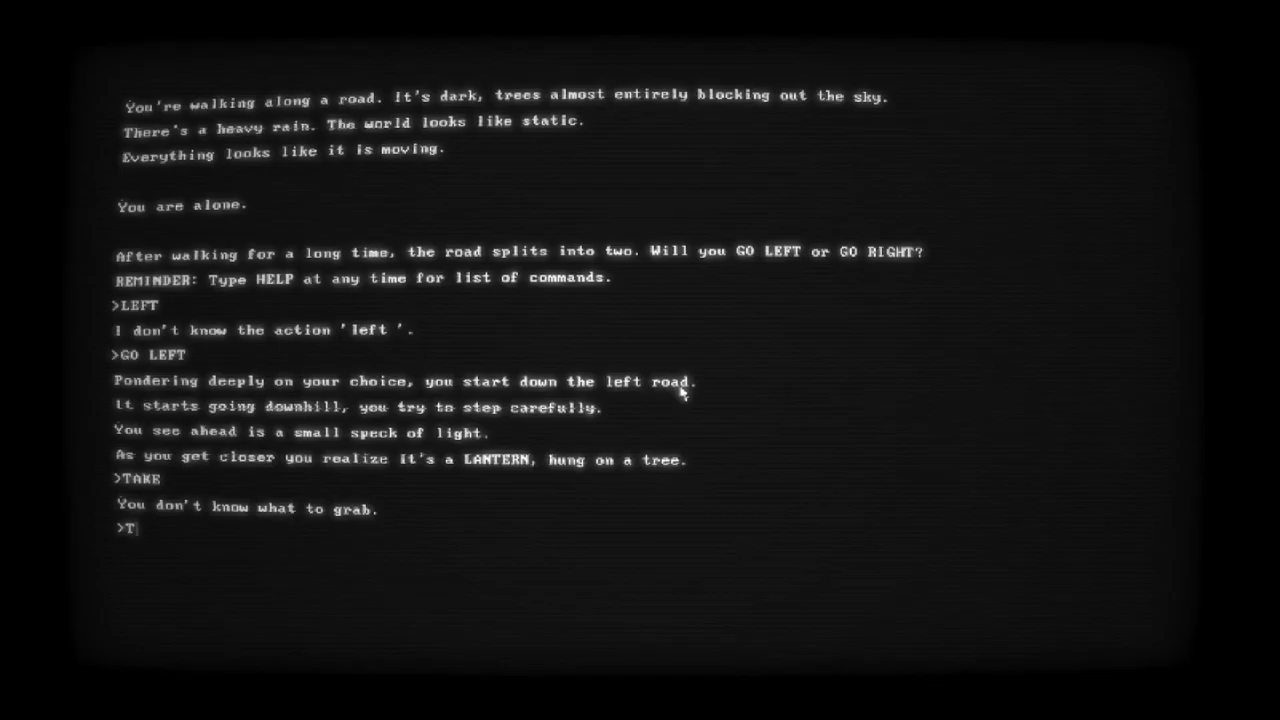 You're walking along a road. It's dark, trees almost entirely blocking out the sky.
There's a heavy rain. The world looks like static.
Everything looks like it is moving.
You are alone.
After walking for a long time, the road splits into two. Will you GO LEFT or GO RIGHT?
REMINDER: Type HELP at any time for list of commands.
>LEFT
I don't know the action 'left '.
>GO LEFT
Pondering deeply on your choice, you start down the left road.
It starts going downhill, you try to step carefully.
You see ahead is a small speck of light.
As you get closer you realize it's a LANTERN, hung on a tree.
>TAKE
You don't know what to grab.
>T